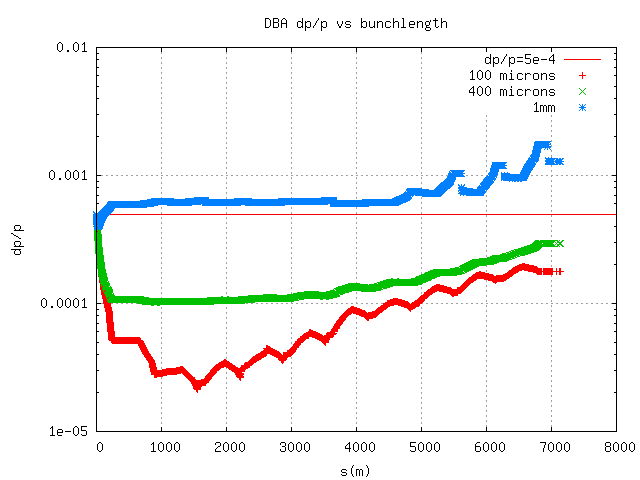 DBA dp/p vs bunchlength
0.01
dp/p=5e-4
100 microns
400 microns
1mm
0.001
dp/p
0.0001
1e-05
0 1000 2000 3000 4000 5000 6000 7000 8000
s(m)